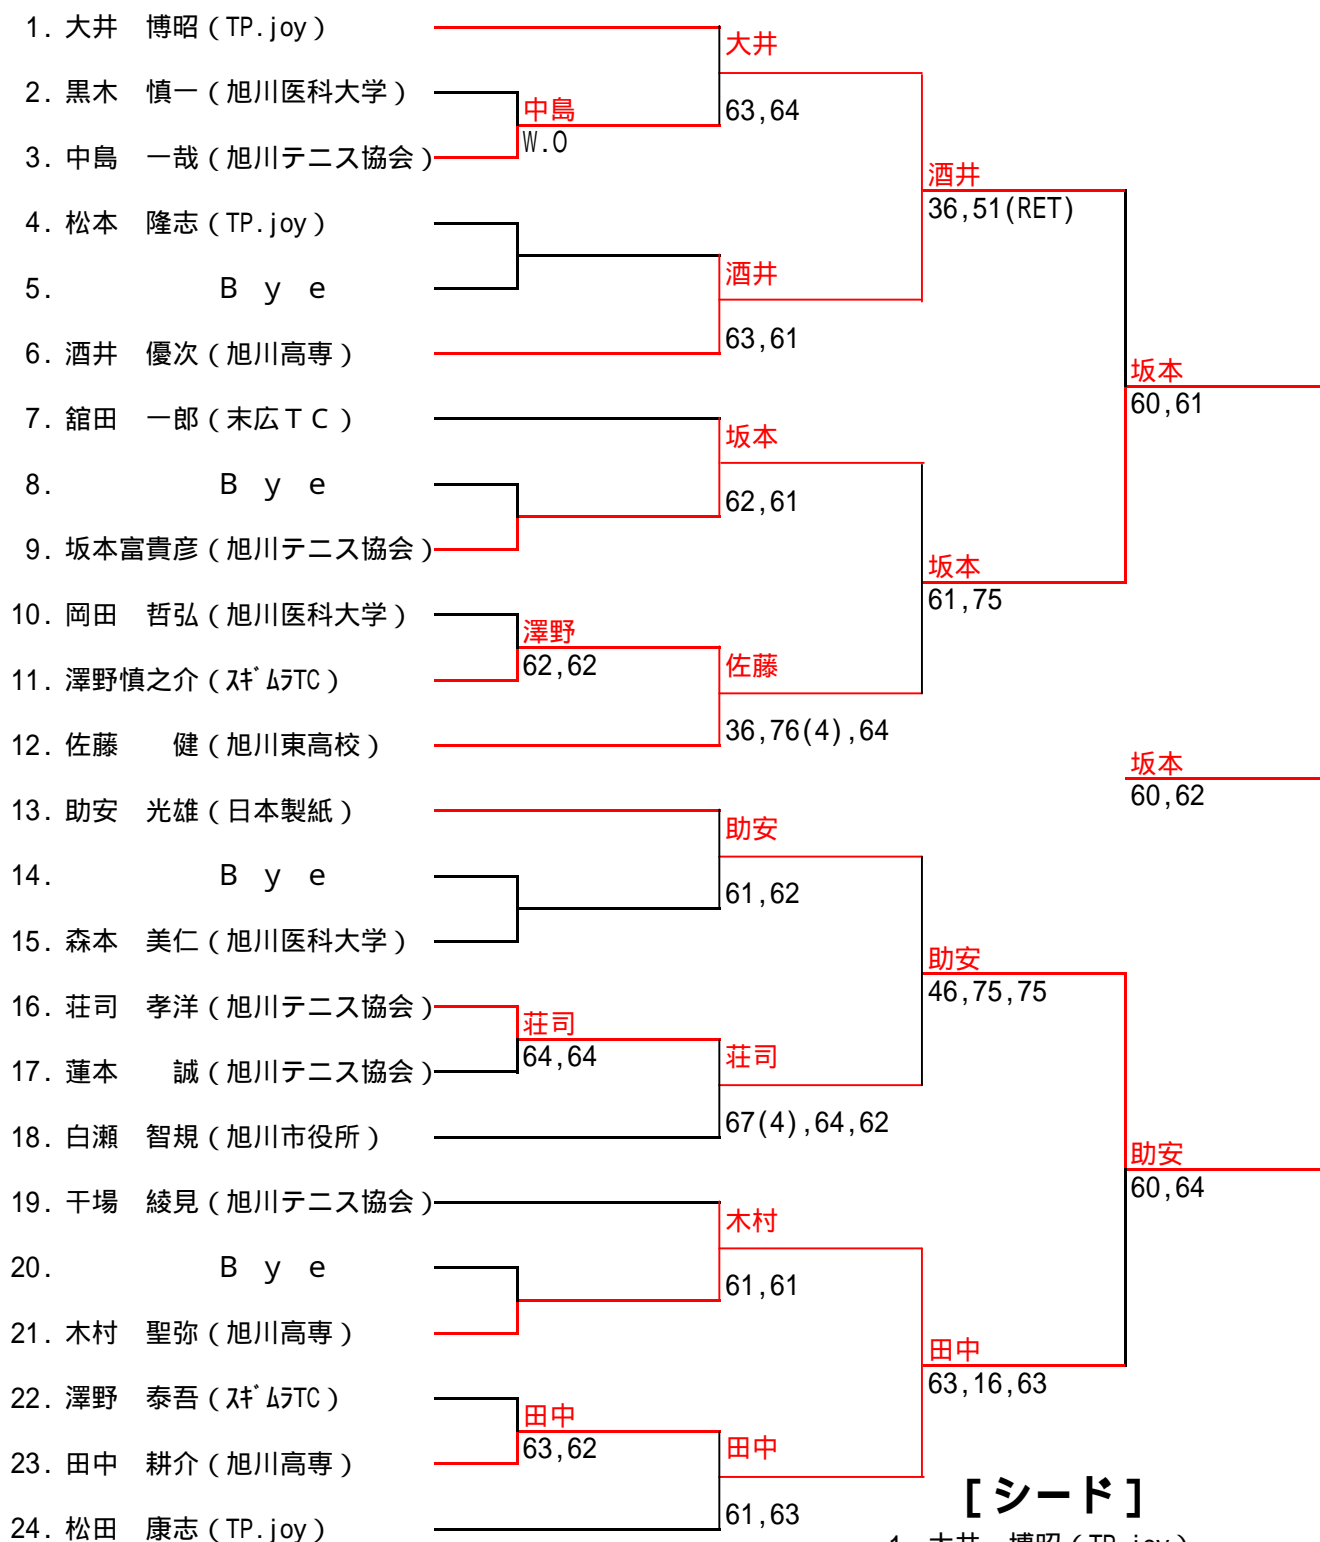 1. 大井　博昭 ( TP.joy )
2. 黒木　慎一 ( 旭川医科大学 )
3. 中島　一哉 ( 旭川テニス協会 )
4. 松本　隆志 ( TP.joy )
5. Ｂ ｙ ｅ
6. 酒井　優次 ( 旭川高専 )
7. 舘田　一郎 ( 末広ＴＣ )
8. Ｂ ｙ ｅ
9. 坂本富貴彦 ( 旭川テニス協会 )
10. 岡田　哲弘 ( 旭川医科大学 )
11. 澤野慎之介 ( ｽｷﾞﾑﾗTC )
12. 佐藤　　健 ( 旭川東高校 )
13. 助安　光雄 ( 日本製紙 )
14. Ｂ ｙ ｅ
15. 森本　美仁 ( 旭川医科大学 )
16. 荘司　孝洋 ( 旭川テニス協会 )
17. 蓮本　　誠 ( 旭川テニス協会 )
18. 白瀬　智規 ( 旭川市役所 )
19. 干場　綾見 ( 旭川テニス協会 )
20. Ｂ ｙ ｅ
21. 木村　聖弥 ( 旭川高専 )
22. 澤野　泰吾 ( ｽｷﾞﾑﾗTC )
23. 田中　耕介 ( 旭川高専 )
24. 松田　康志 ( TP.joy )
中島
W.O
澤野
62,62
荘司
64,64
田中
63,62
大井
63,64
酒井
63,61
坂本
62,61
佐藤
36,76(4),64
助安
61,62
荘司
67(4),64,62
木村
61,61
田中
61,63
酒井
36,51(RET)
坂本
61,75
助安
46,75,75
田中
63,16,63
坂本
60,61
坂本
60,62
助安
60,64
[ シード ]
1. 大井　博昭 ( TP.joy )